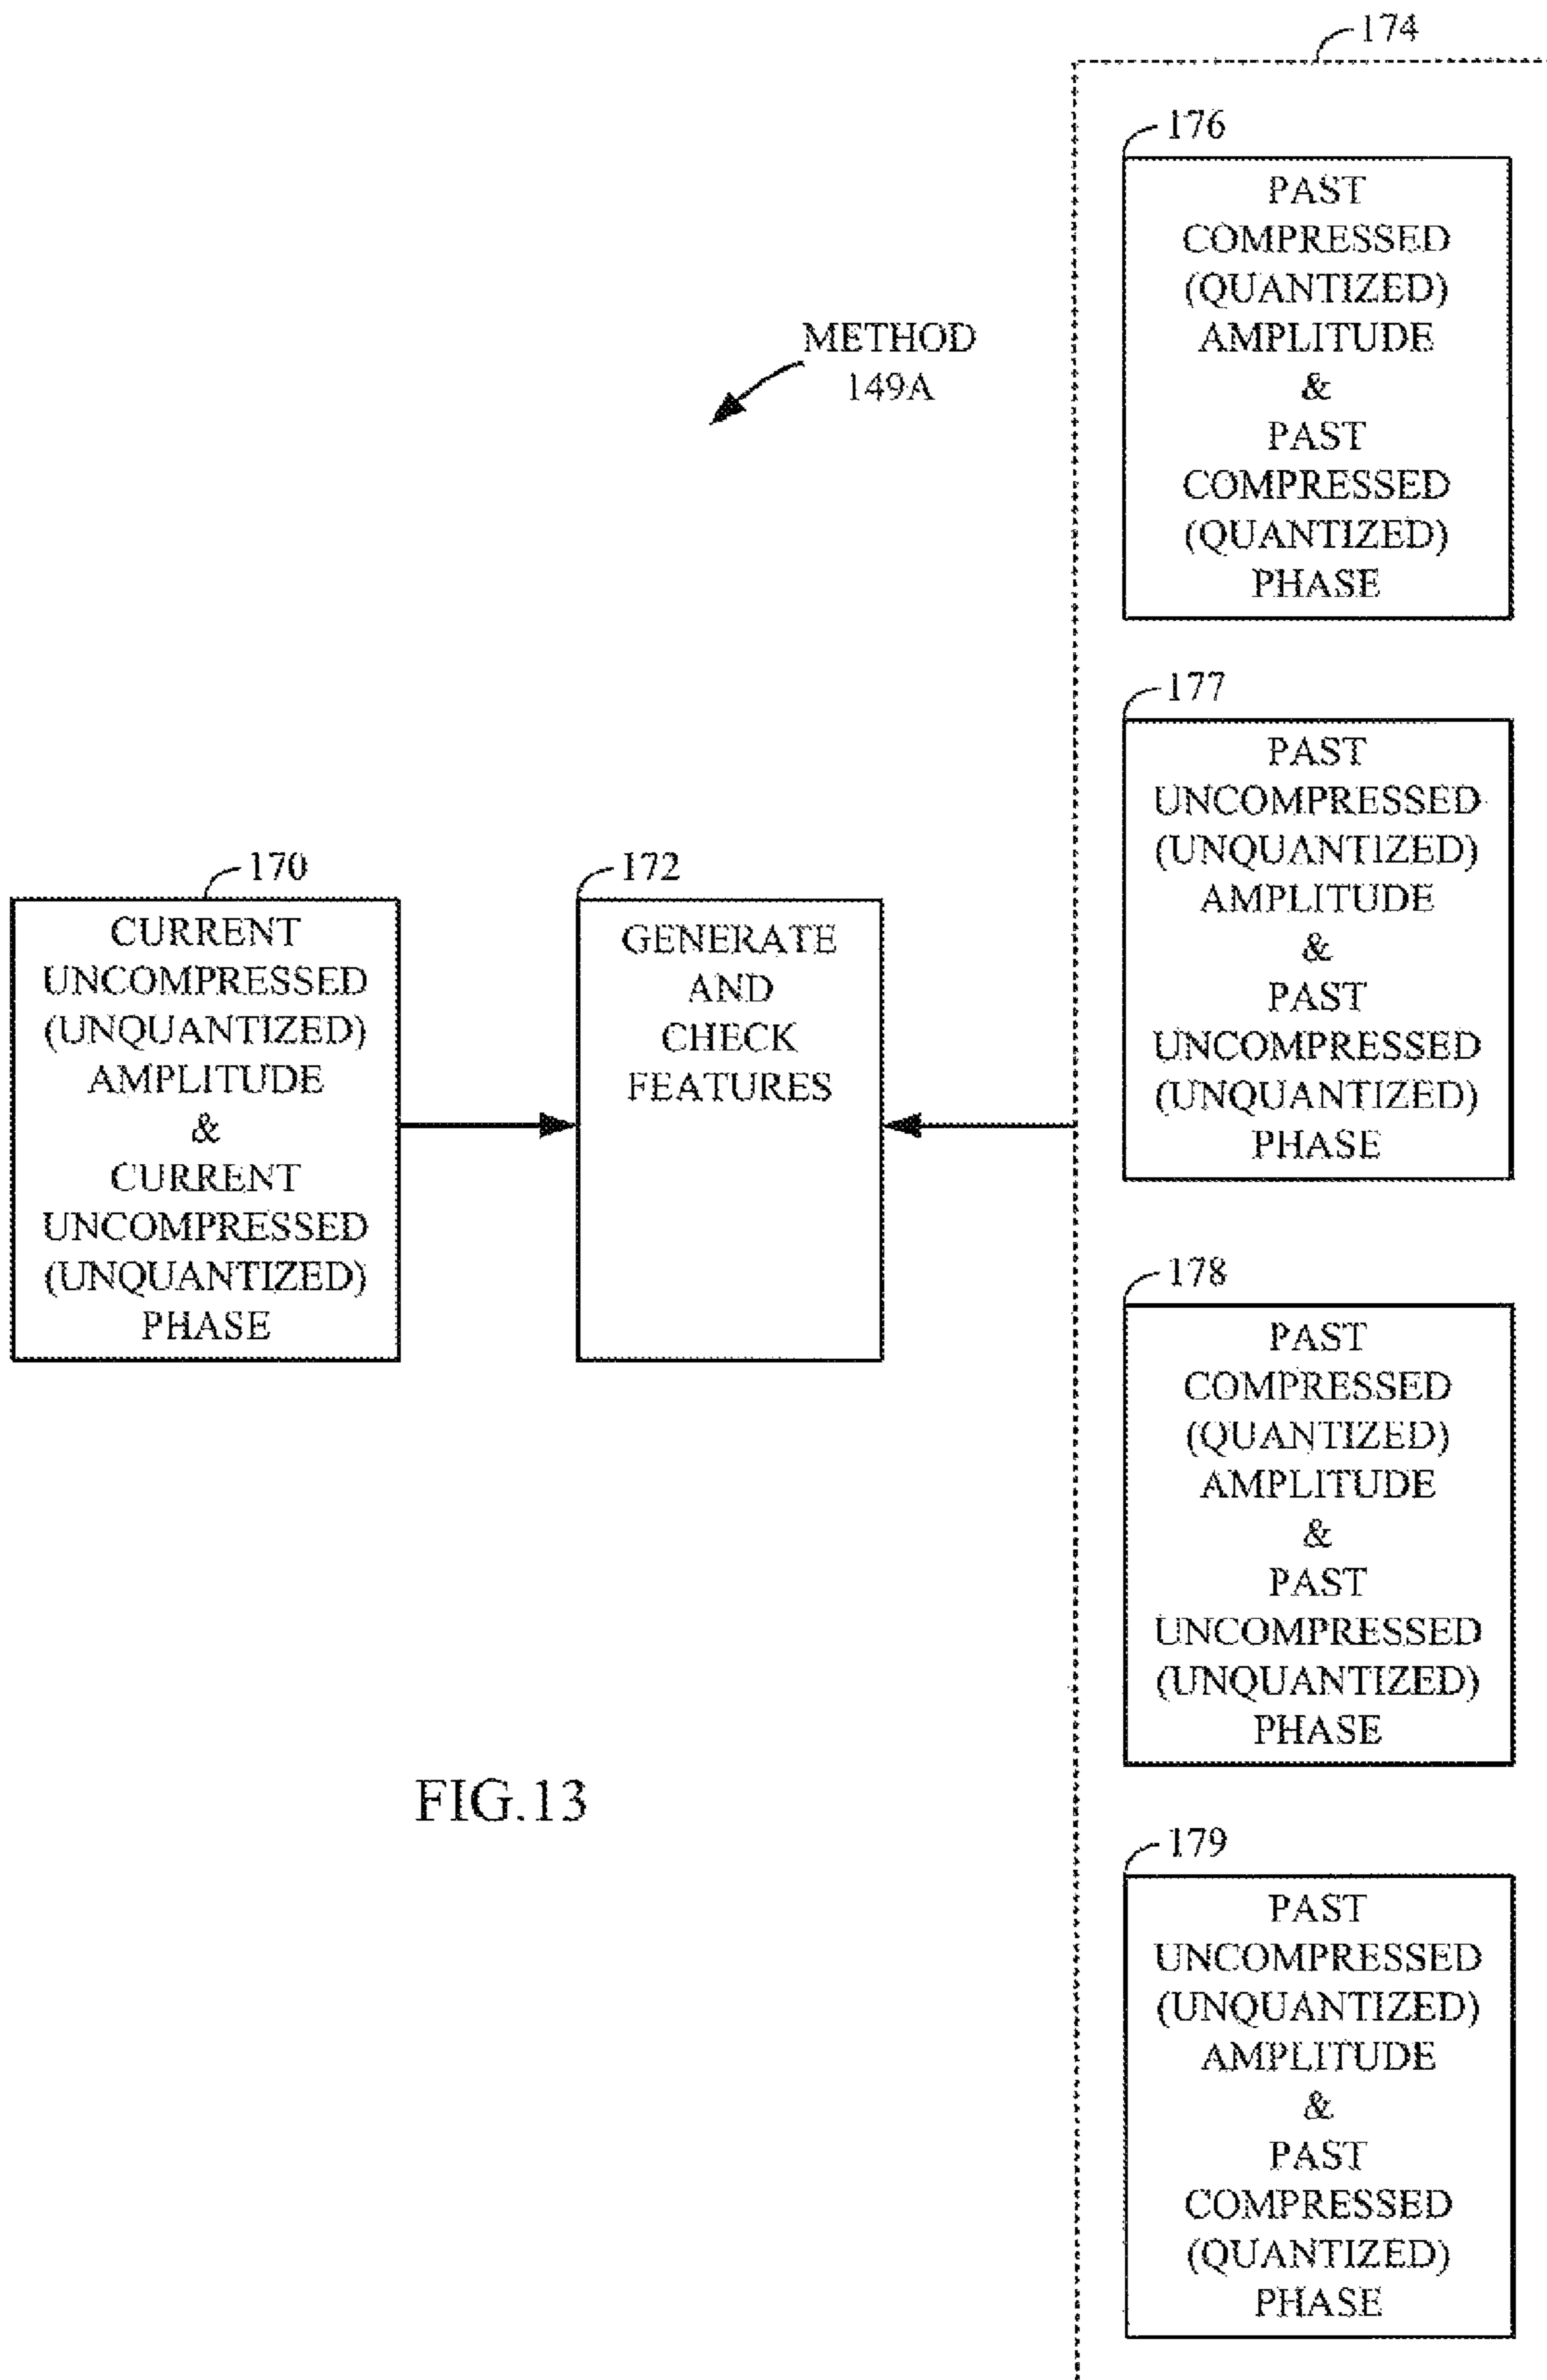 174
176
PAST
COMPRESSED
(QUANTIZED)
AMPLITUDE
&
PAST
COMPRESSED
(QUANTIZED)
PHASE
METHOD
149A
177
PAST
UNCOMPRESSED
(UNQUANTIZED)
AMPLITUDE
&
PAST
UNCOMPRESSED
(UNQUANTIZED)
PHASE
170
CURRENT
UNCOMPRESSED
(UNQUANTIZED)
AMPLITUDE
&
CURRENT
UNCOMPRESSED
(UNQUANTIZED)
PHASE
172
GENERATE
AND
CHECK
FEATURES
178
PAST
COMPRESSED
(QUANTIZED)
AMPLITUDE
&
PAST
UNCOMPRESSED
(UNQUANTIZED)
PHASE
FIG.13
179
PAST
UNCOMPRESSED
(UNQUANTIZED)
AMPLITUDE
&
PAST
COMPRESSED
(QUANTIZED)
PHASE